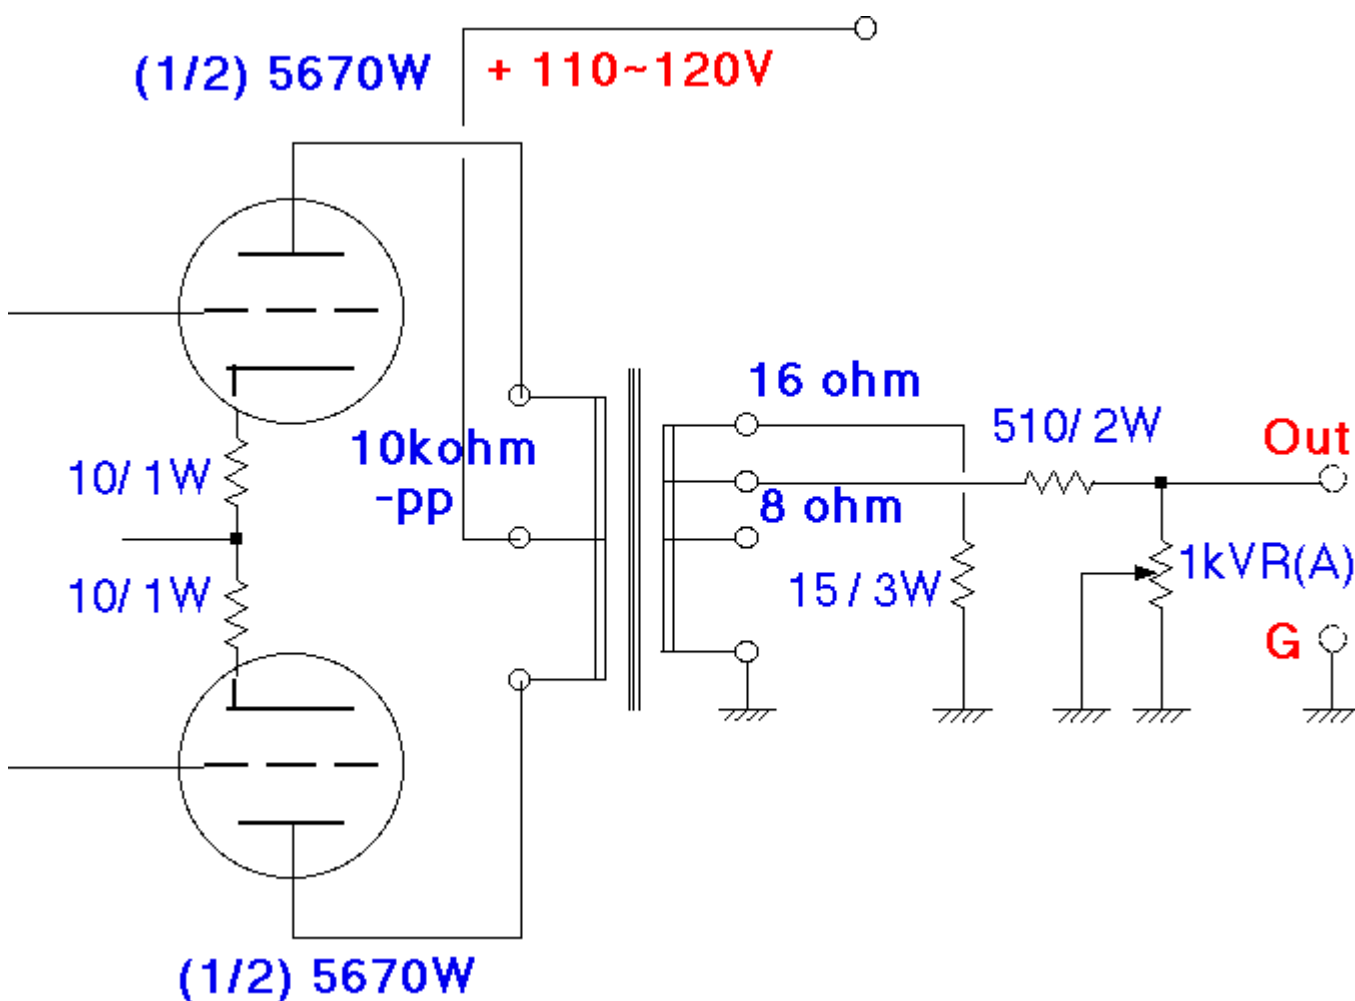 (1/2) 5670W
+ 110~120V
16 ohm
510/2W
Out
10kohm
-pp
10/1W
8 ohm
1kVR(A)
10/1W
15/3W
G
(1/2) 5670W